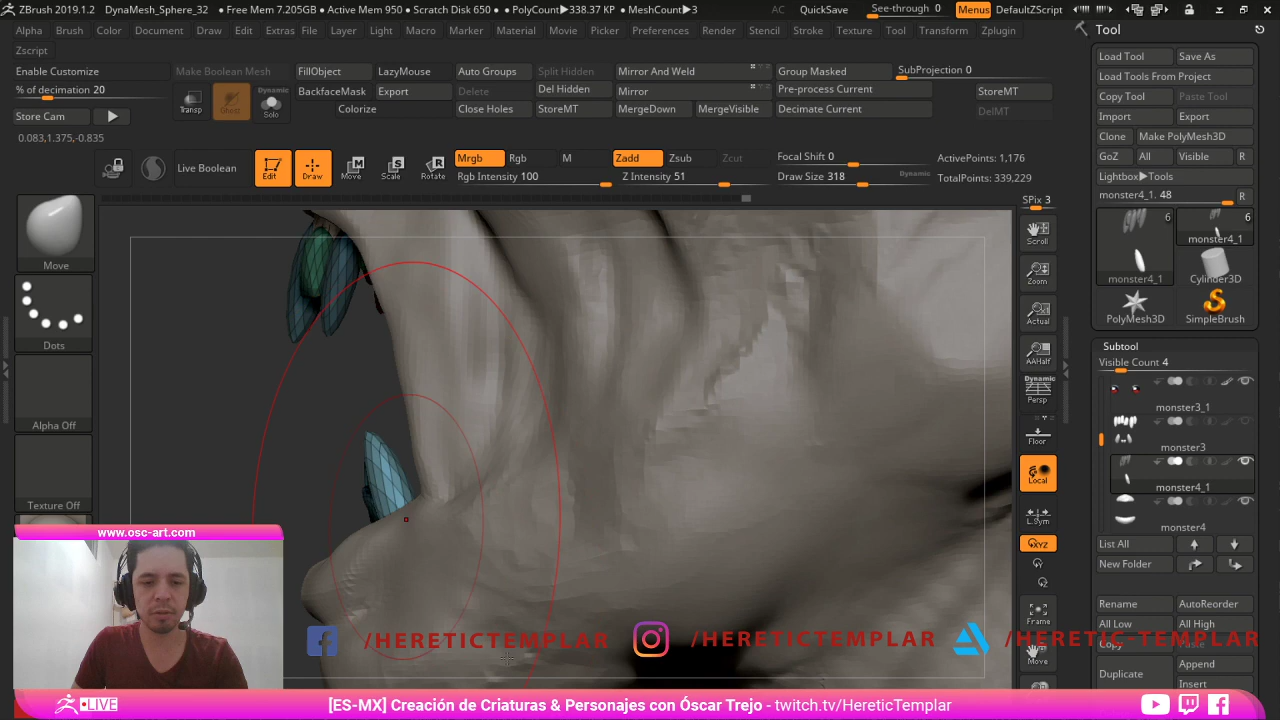 ZBrush 2019.1.2 DynaMesh_Sphere_32 • Free Mem 7.205GB • Active Mem 950 • Scratch Disk 650 • PolyCount▶338.37 KP • MeshCount▶3 AC QuickSave See-through 0 Menus DefaultZScript
Alpha Brush Color Document Draw Edit Extras File Layer Light Macro Marker Material Movie Picker Preferences Render Stencil Stroke Texture Tool Transform Zplugin
Zscript
Enable Customize Make Boolean Mesh FillObject LazyMouse Auto Groups Split Hidden Mirror And Weld Group Masked SubProjection 0
% of decimation 20 Transp Ghost Dynamic Solo BackfaceMask Export Delete Del Hidden Mirror Pre-process Current StoreMT
Store Cam Colorize Close Holes StoreMT MergeDown MergeVisible Decimate Current DelMT
0.083,1.375,-0.835
Live Boolean Edit Draw Move Scale Rotate Mrgb Rgb M Zadd Zsub Zcut Focal Shift 0 ActivePoints: 1,176
Rgb Intensity 100 Z Intensity 51 Draw Size 318 Dynamic TotalPoints: 339,229
Move
Dots
Alpha Off
Texture Off
SPix 3
Scroll
Zoom
Actual
AAHalf
Dynamic
Persp
Floor
Local
L.Sym
XYZ
Frame
Move
Tool
Load Tool Save As
Load Tools From Project
Copy Tool Paste Tool
Import Export
Clone Make PolyMesh3D
GoZ All Visible R
Lightbox▶Tools
monster4_1. 48 R
6 6
monster4_1
monster4_1 Cylinder3D
PolyMesh3D SimpleBrush
Subtool
Visible Count 4
monster3_1
monster3
monster4_1
monster4
List All
New Folder
Rename AutoReorder
All Low All High
Copy Paste
Duplicate Append
Insert
www.osc-art.com
/HERETICTEMPLAR /HERETICTEMPLAR /HERETIC-TEMPLAR
LIVE [ES-MX] Creación de Criaturas & Personajes con Óscar Trejo - twitch.tv/HereticTemplar